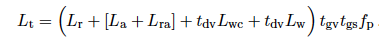 L_t = (L_r + [L_a + L_ra] + t_dv L_wc + t_dv L_w) t_gv t_gs f_p